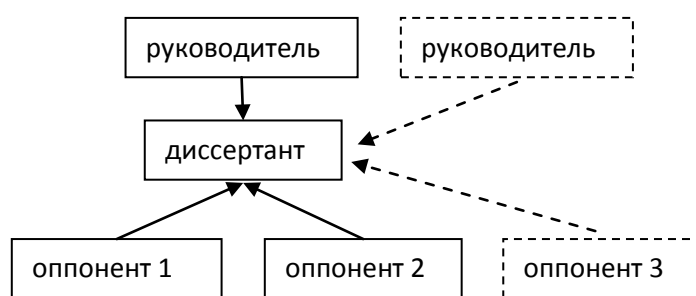 руководитель
руководитель
диссертант
оппонент 1
оппонент 2
оппонент 3